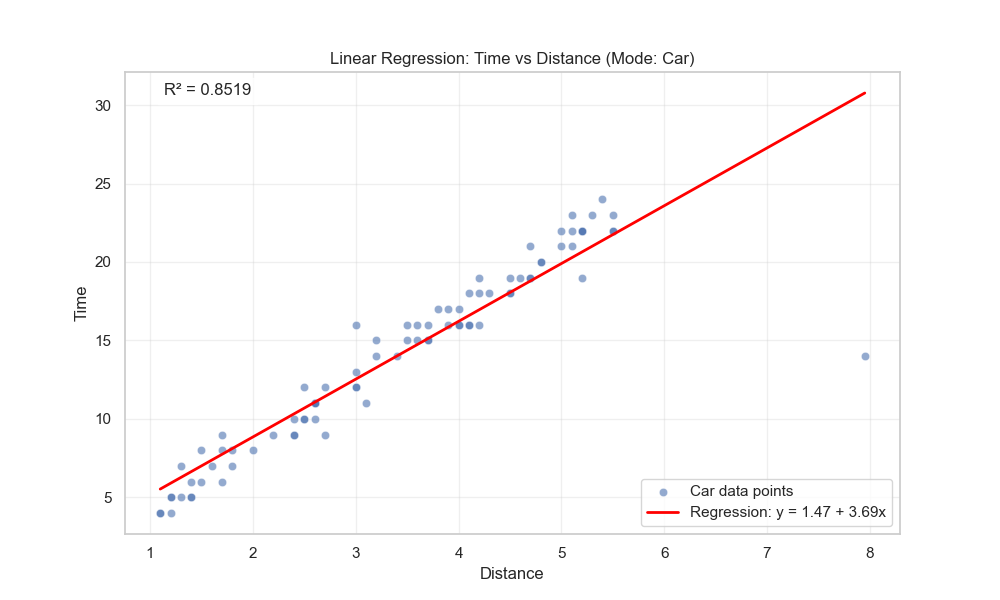 Linear Regression: Time vs Distance (Mode: Car)
R² = 0.8519
30
25
20
15
10
5
Time
1 2 3 4 5 6 7 8
Distance
Car data points
Regression: y = 1.47 + 3.69x